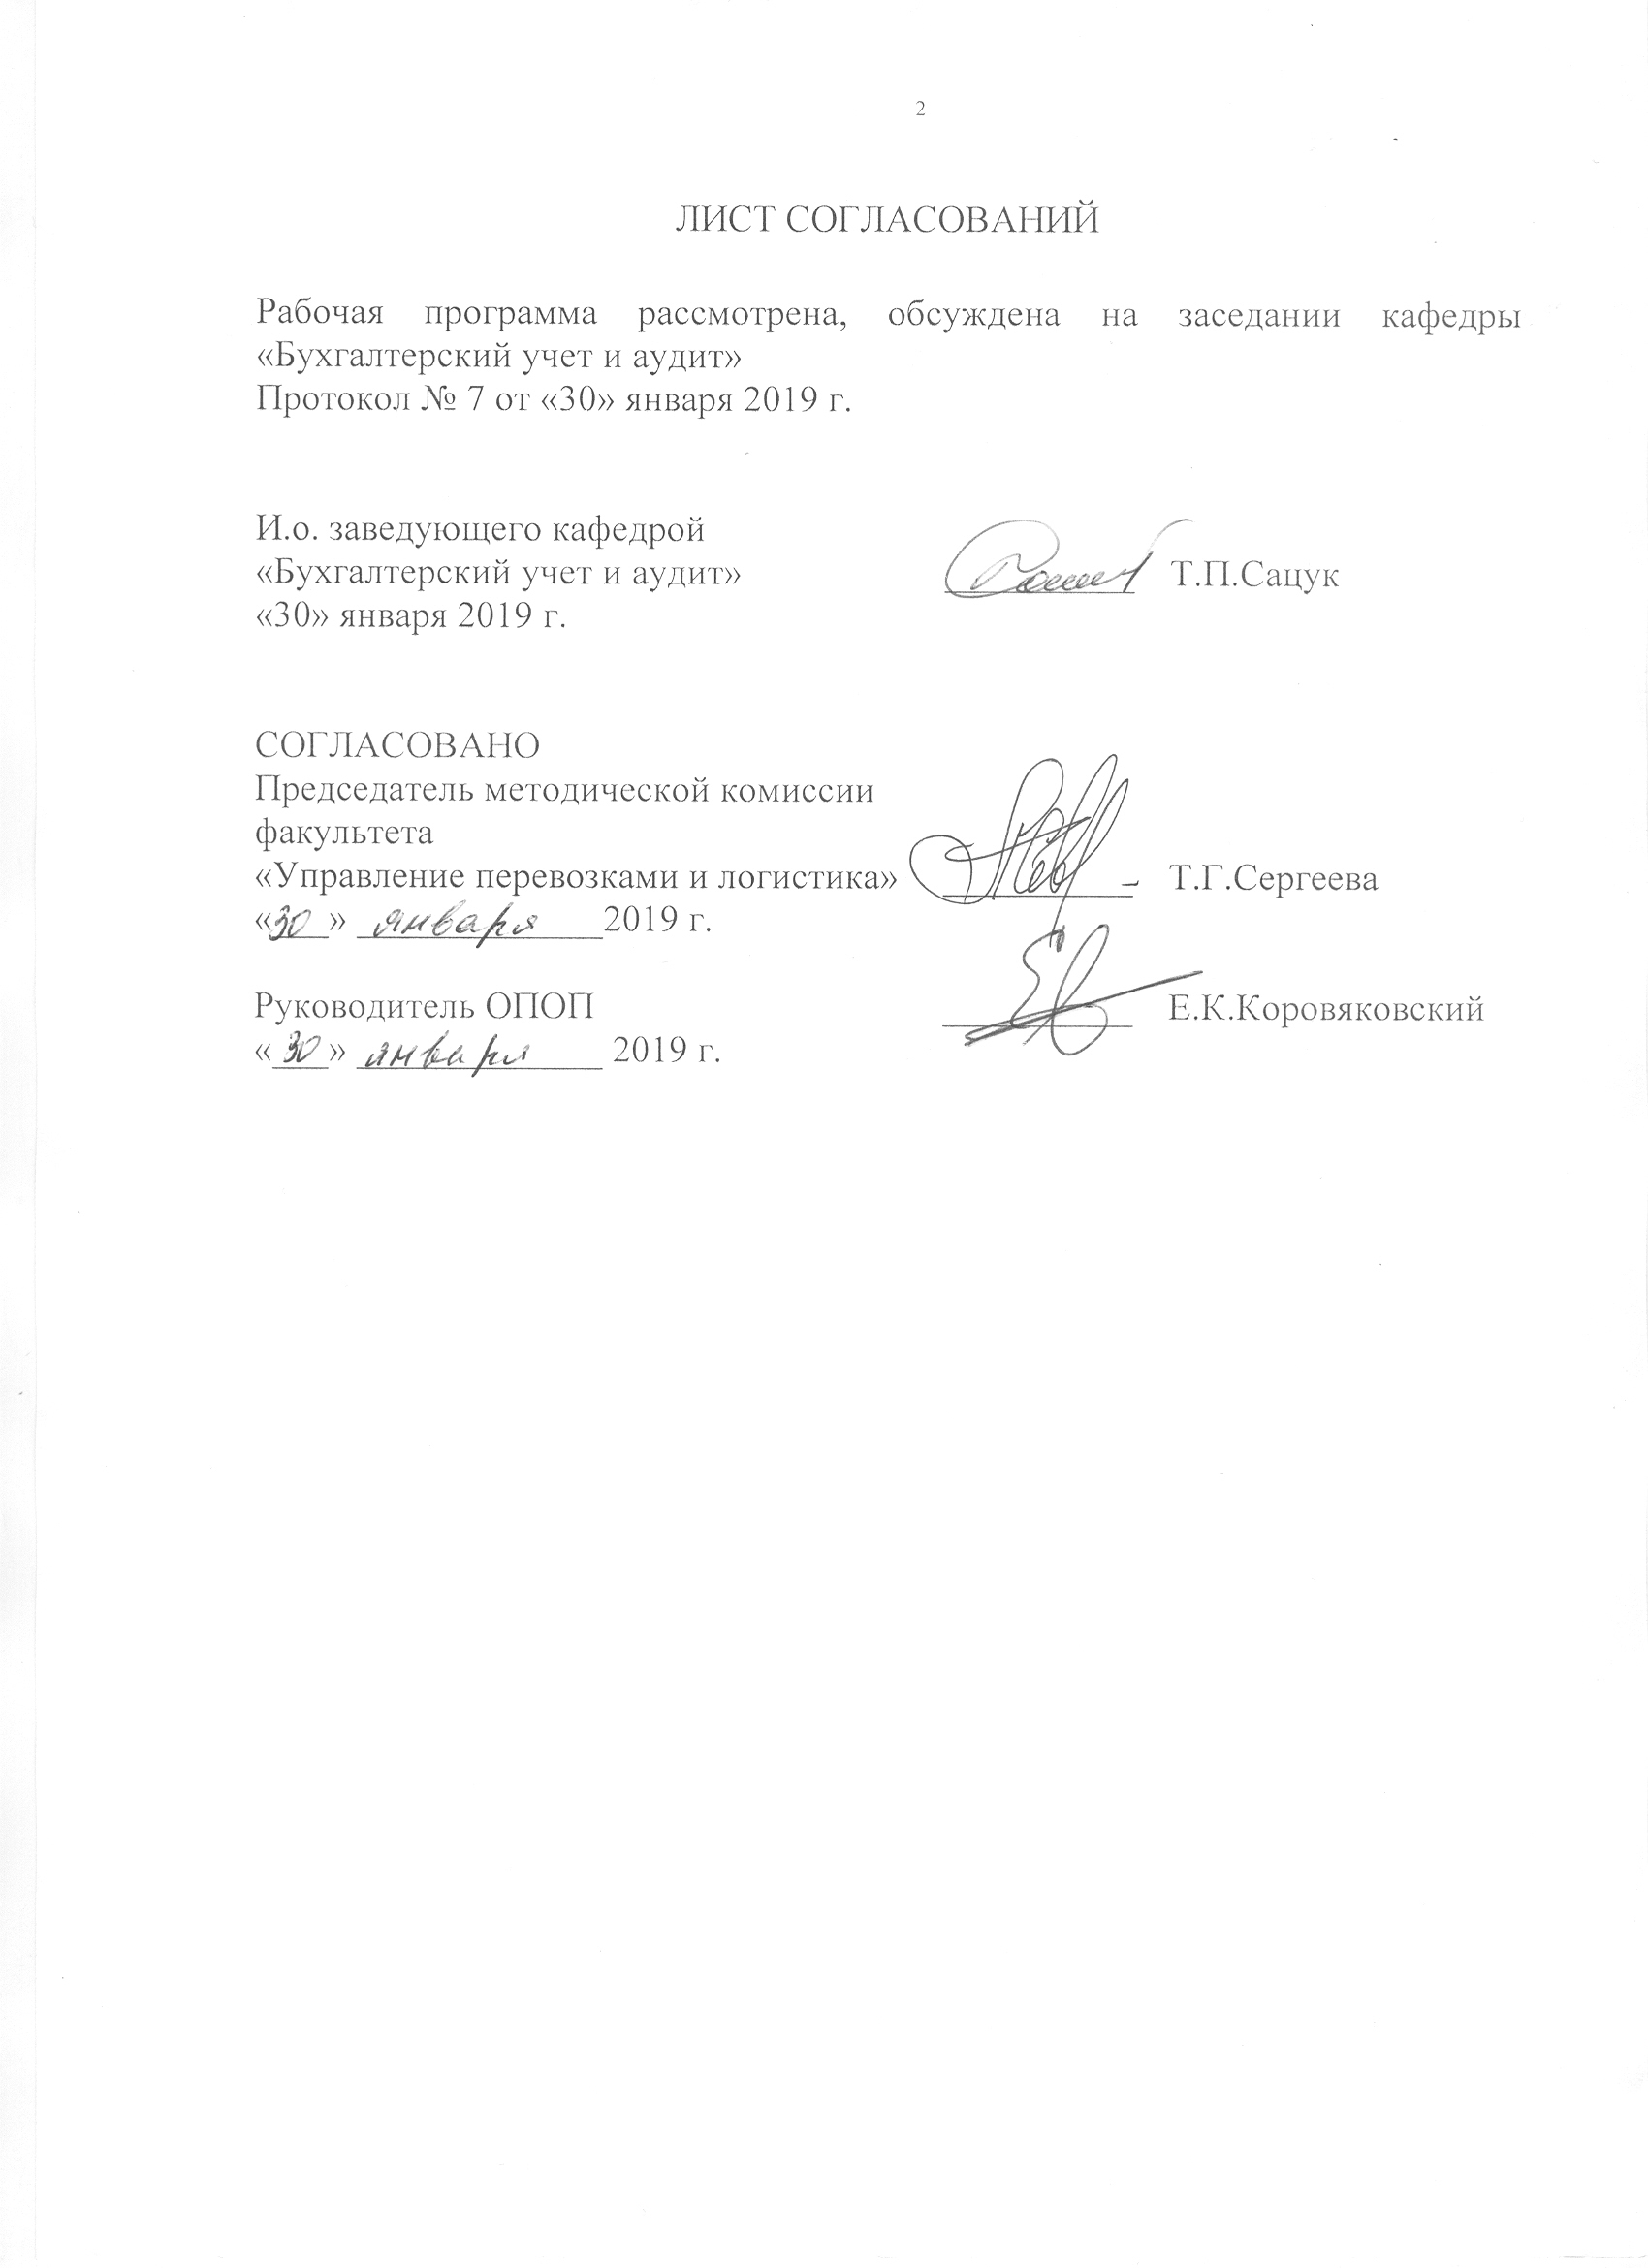 2
ЛИСТ СОГЛАСОВАНИЙ
Рабочая программа рассмотрена, обсуждена на заседании кафедры
«Бухгалтерский учет и аудит»
Протокол № 7 от «30» января 2019 г.
И.о. заведующего кафедрой
«Бухгалтерский учет и аудит» Т.П.Сацук
«30» января 2019 г.
СОГЛАСОВАНО
Председатель методической комиссии
факультета
«Управление перевозками и логистика» Т.Г.Сергеева
«30» января 2019 г.
Руководитель ОПОП Е.К.Коровяковский
«30» января 2019 г.